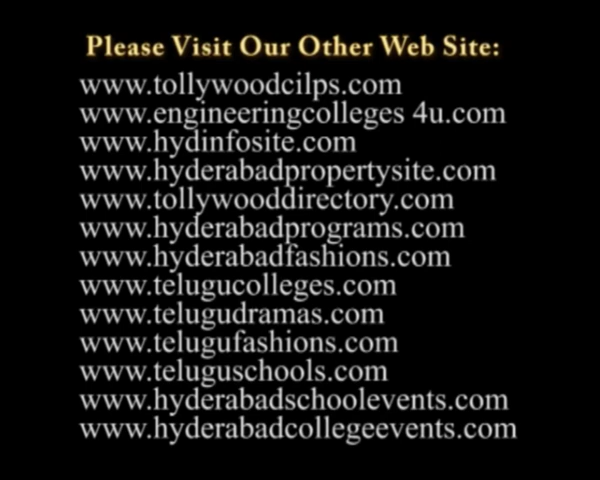 Please Visit Our Other Web Site:
www.tollywoodcilps.com
www.engineeringcolleges 4u.com
www.hydinfosite.com
www.hyderabadpropertysite.com
www.tollywooddirectory.com
www.hyderabadprograms.com
www.hyderabadfashions.com
www.telugucolleges.com
www.telugudramas.com
www.telugufashions.com
www.teluguschools.com
www.hyderabadschoolevents.com
www.hyderabadcollegeevents.com